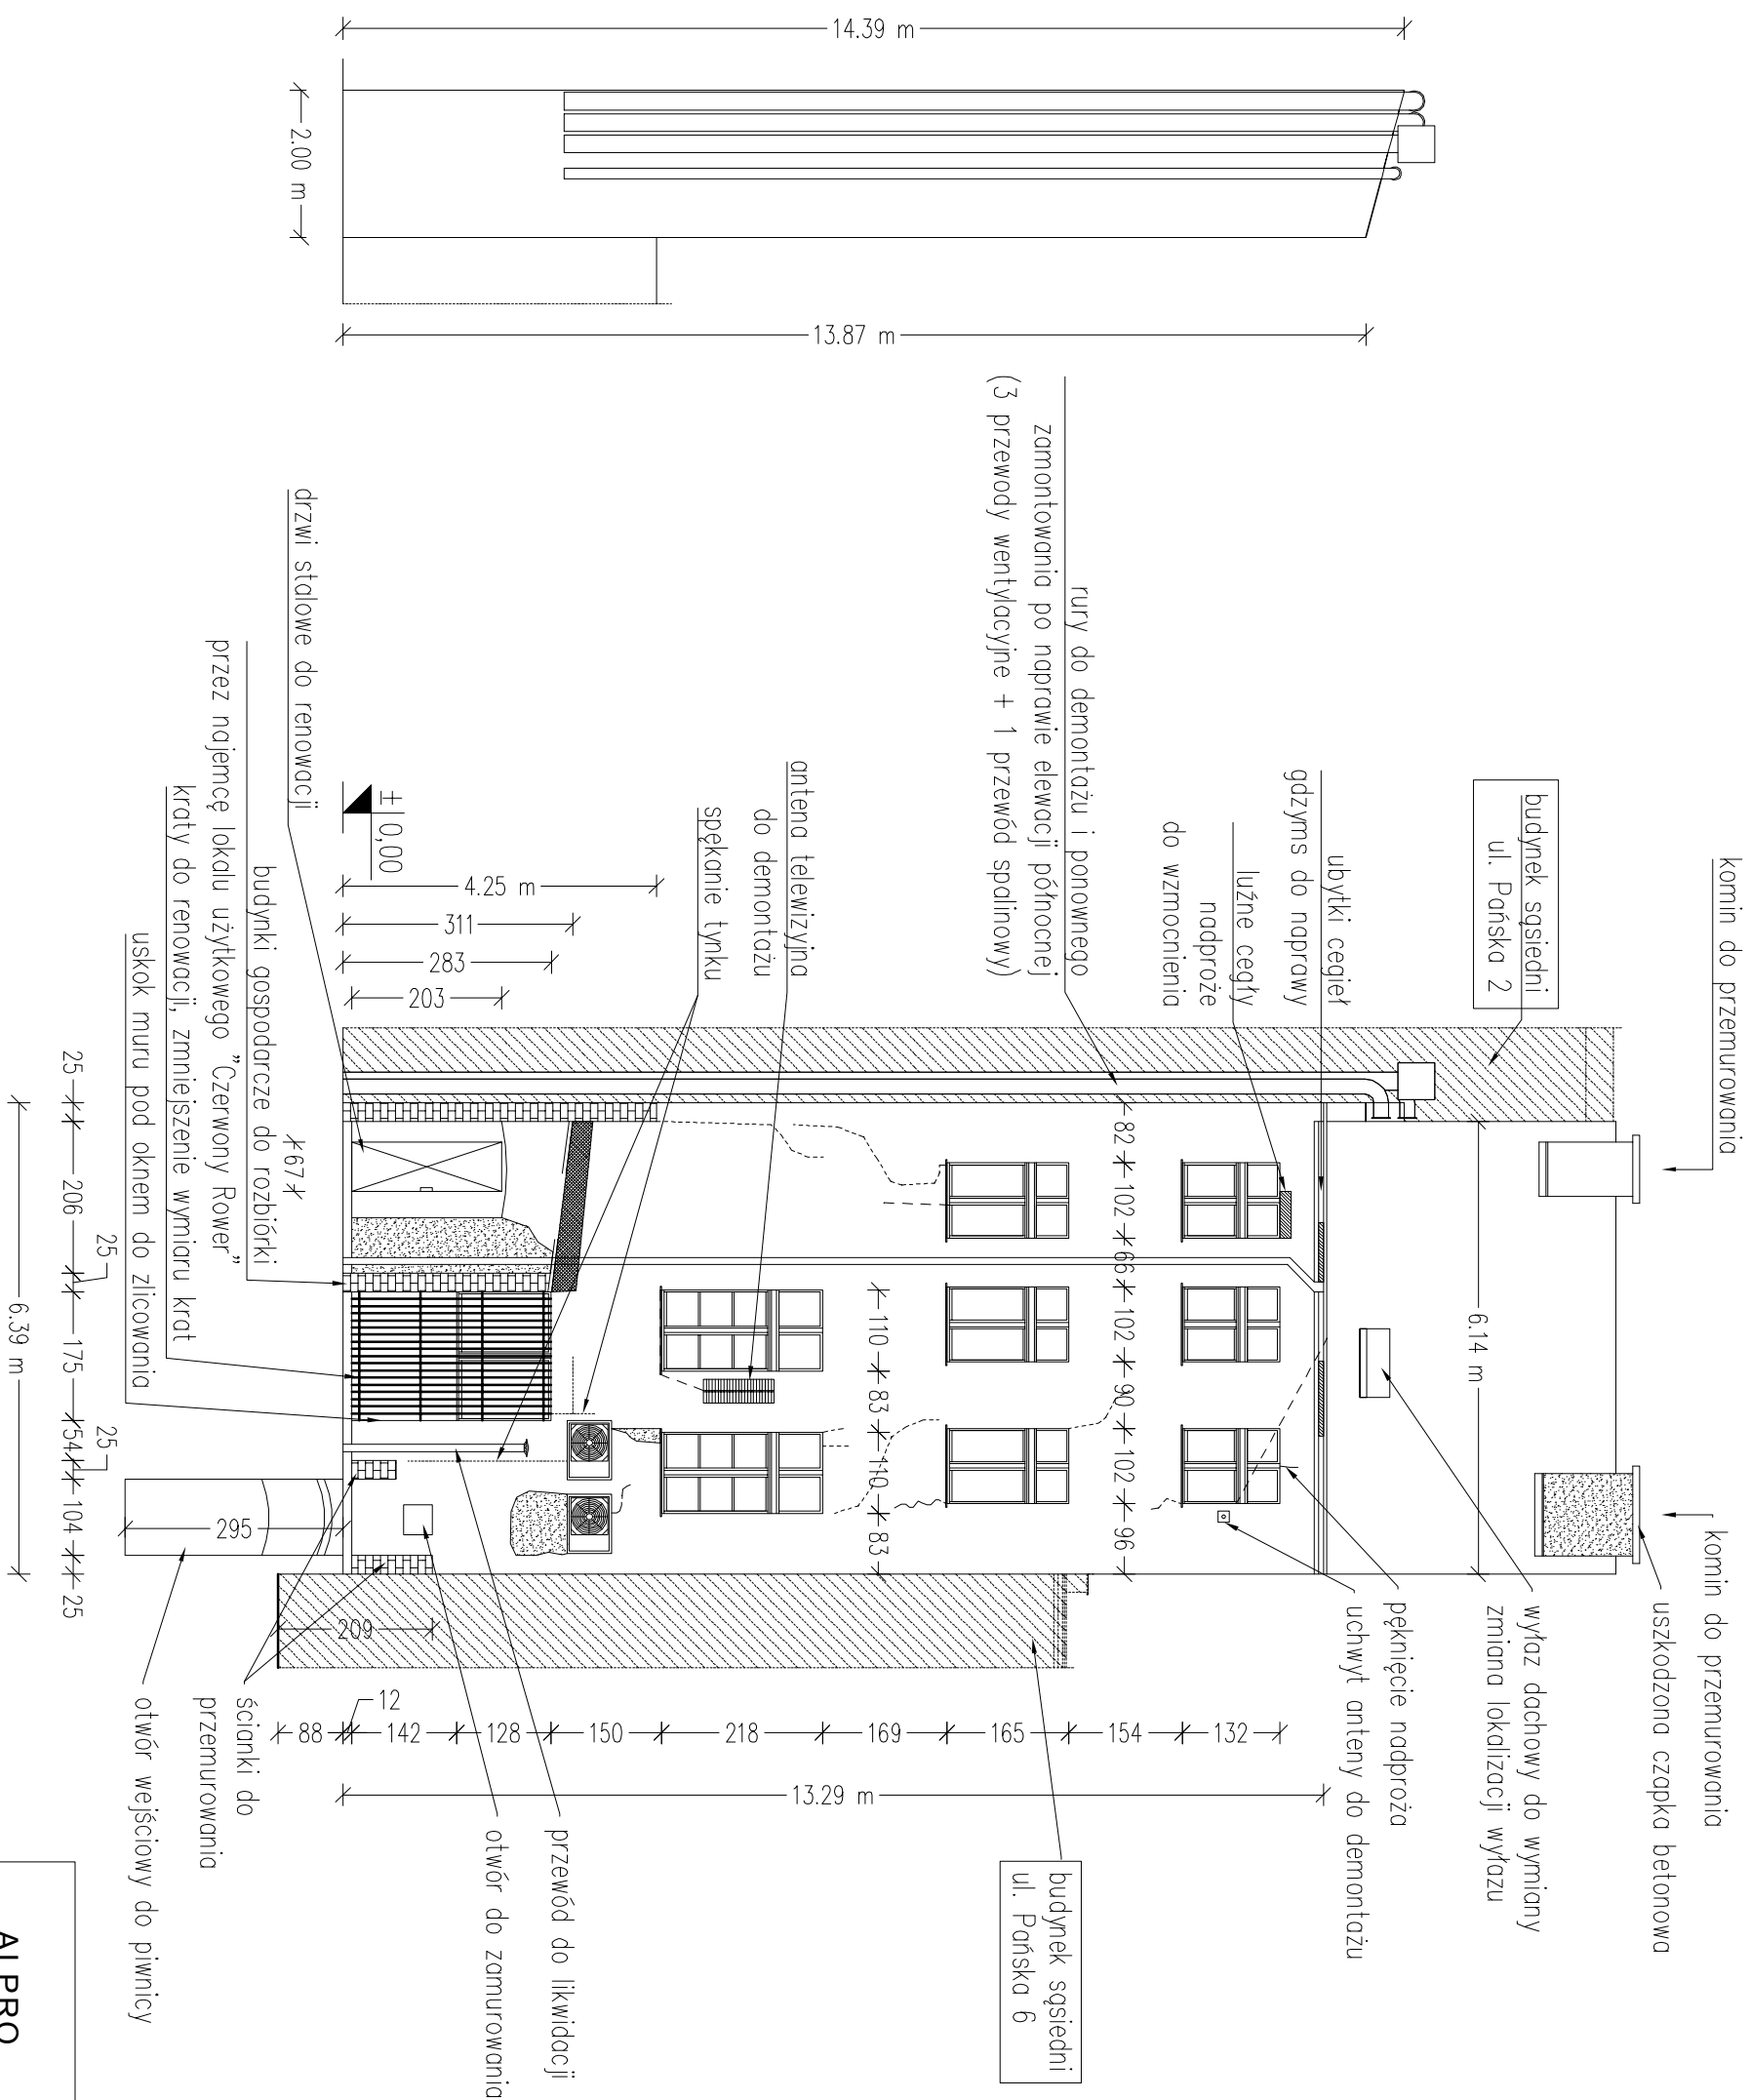 komin do przemurowania
komin do przemurowania
uszkodzona czapka betonowa
budynek sąsiedni
ul. Pańska 2
wyłaz dachowy do wymiany
zmiana lokalizacji wyłazu
ubytki cegieł
gdzyms do naprawy
pęknięcie nadproża
uchwyt anteny do demontażu
luźne cegły
nadproże
do wzmocnienia
rury do demontażu i ponownego
zamontowania po naprawie elewacji północnej
(3 przewody wentylacyjne + 1 przewód spalinowy)
budynek sąsiedni
ul. Pańska 6
antena telewizyjna
do demontażu
spękanie tynku
drzwi stalowe do renowacji
budynki gospodarcze do rozbiórki
przez najemcę lokalu użytkowego "Czerwony Rower"
kraty do renowacji, zmniejszenie wymiaru krat
uskok muru pod oknem do zlicowania
przewód do likwidacji
otwór do zamurowania
ścianki do
przemurowania
otwór wejściowy do piwnicy
±0,00
14.39 m
2.00 m
13.87 m
4.25 m
311
283
203
67
6.14 m
82
102
66
102
90
102
96
110
83
110
83
295
209
88
12
142
128
150
218
169
165
154
132
13.29 m
25
206
25
175
54
25
104
25
6.39 m
ALPRO